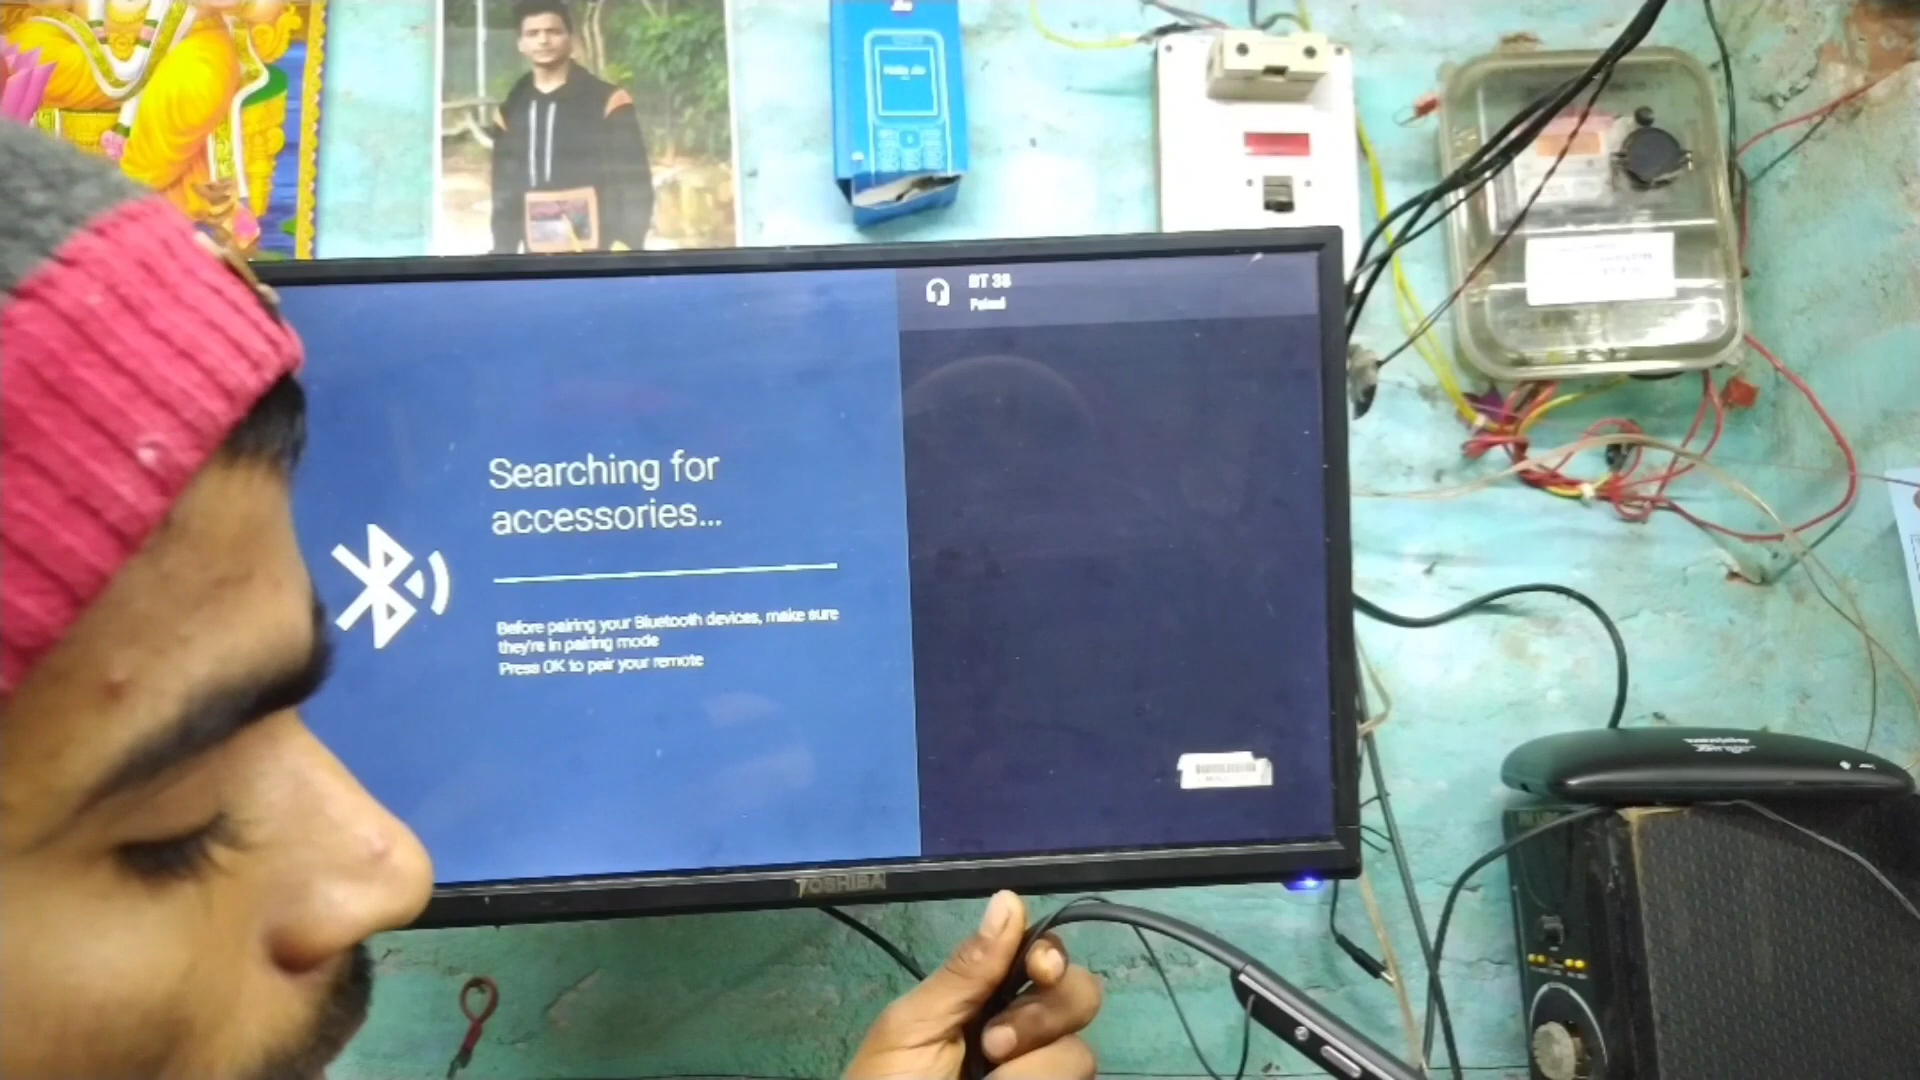 BT 38
Paired
Searching for
accessories...
Before pairing your Bluetooth devices, make sure
they're in pairing mode
Press OK to pair your remote
TOSHIBA